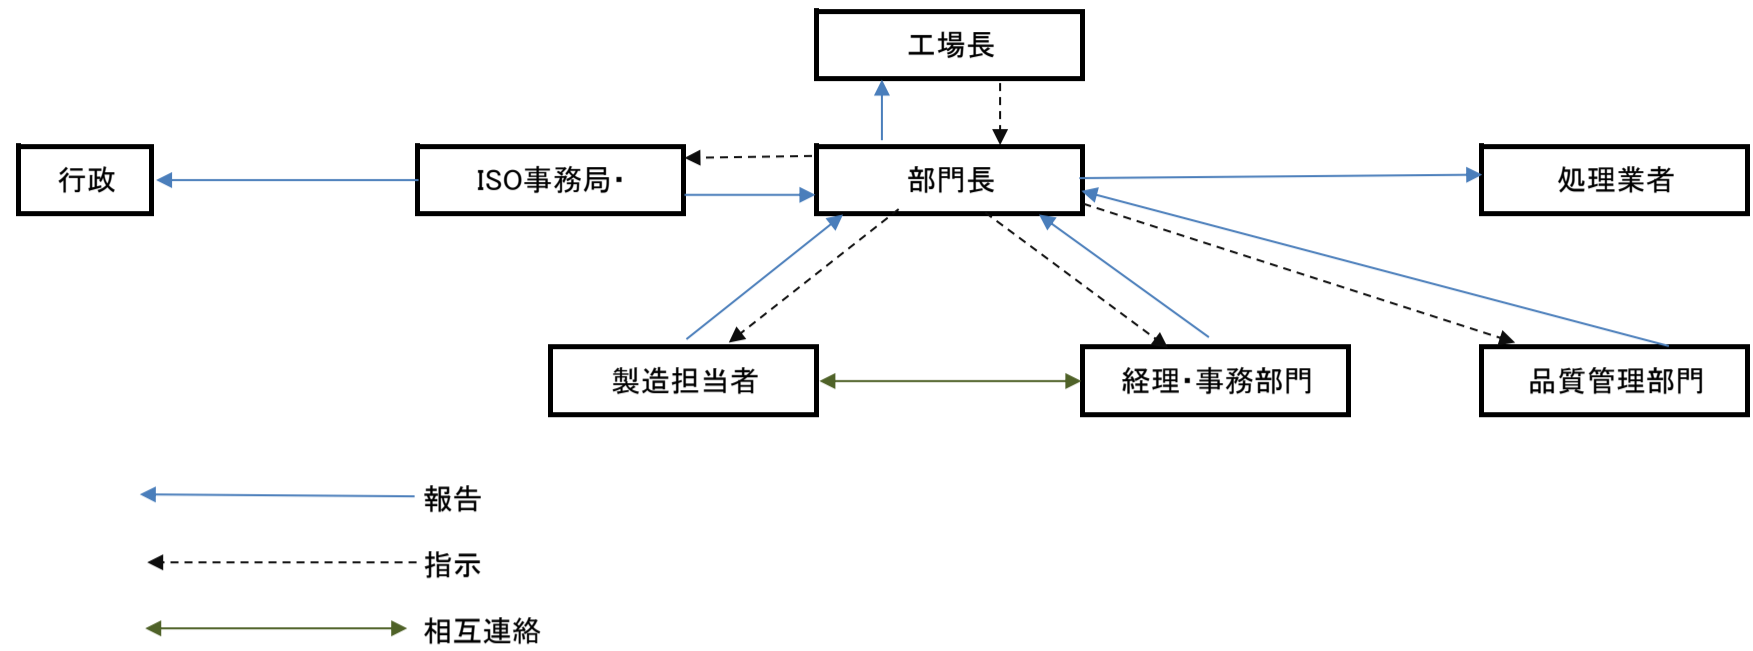 工場長
行政
ISO事務局・
部門長
処理業者
製造担当者
経理・事務部門
品質管理部門
報告
指示
相互連絡